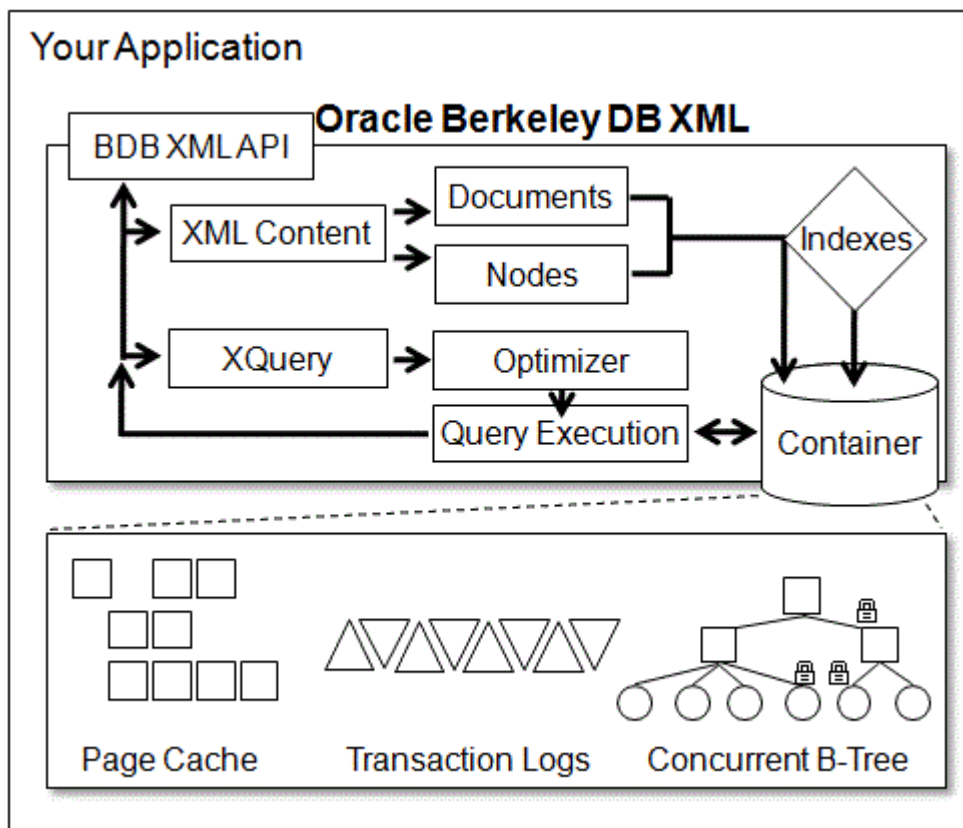 Your Application
Oracle Berkeley DB XML
BDB XML API
Documents
XML Content
Indexes
Nodes
XQuery
Optimizer
Query Execution
Container
Page Cache
Transaction Logs
Concurrent B-Tree